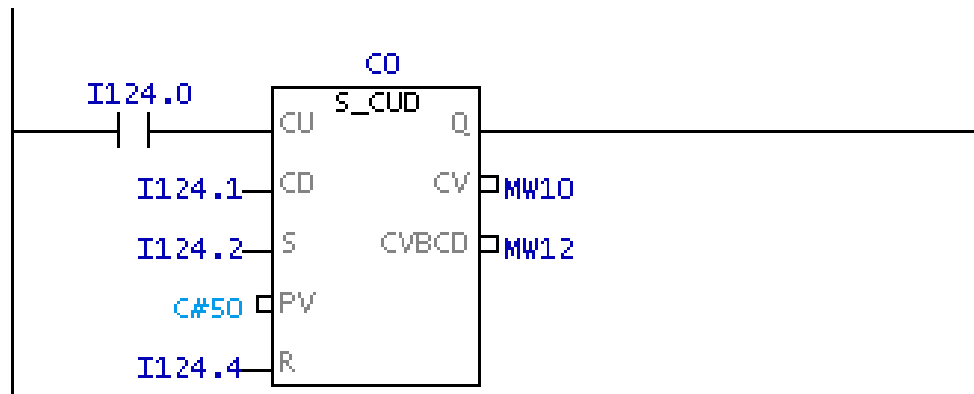 C0
I124.0
S_CUD
CU Q
I124.1 CD CV MW10
I124.2 S CVBCD MW12
C#50 PV
I124.4 R